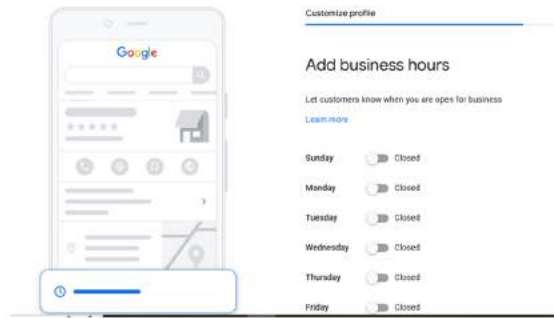 Google
Customize profile
Add business hours
Let customers know when you are open for business
Learn more
Sunday Closed
Monday Closed
Tuesday Closed
Wednesday Closed
Thursday Closed
Friday Closed